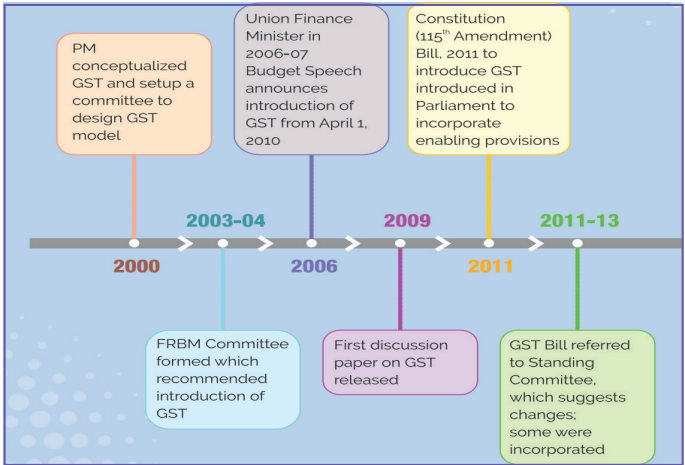 PM
conceptualized
GST and setup a
committee to
design GST
model
Union Finance
Minister in
2006-07
Budget Speech
announces
introduction of
GST from April 1,
2010
Constitution
(115th Amendment)
Bill, 2011 to
introduce GST
introduced in
Parliament to
incorporate
enabling provisions
2003-04
2009
2011-13
2000
2006
2011
FRBM Committee
formed which
recommended
introduction of
GST
First discussion
paper on GST
released
GST Bill referred
to Standing
Committee,
which suggests
changes;
some were
incorporated